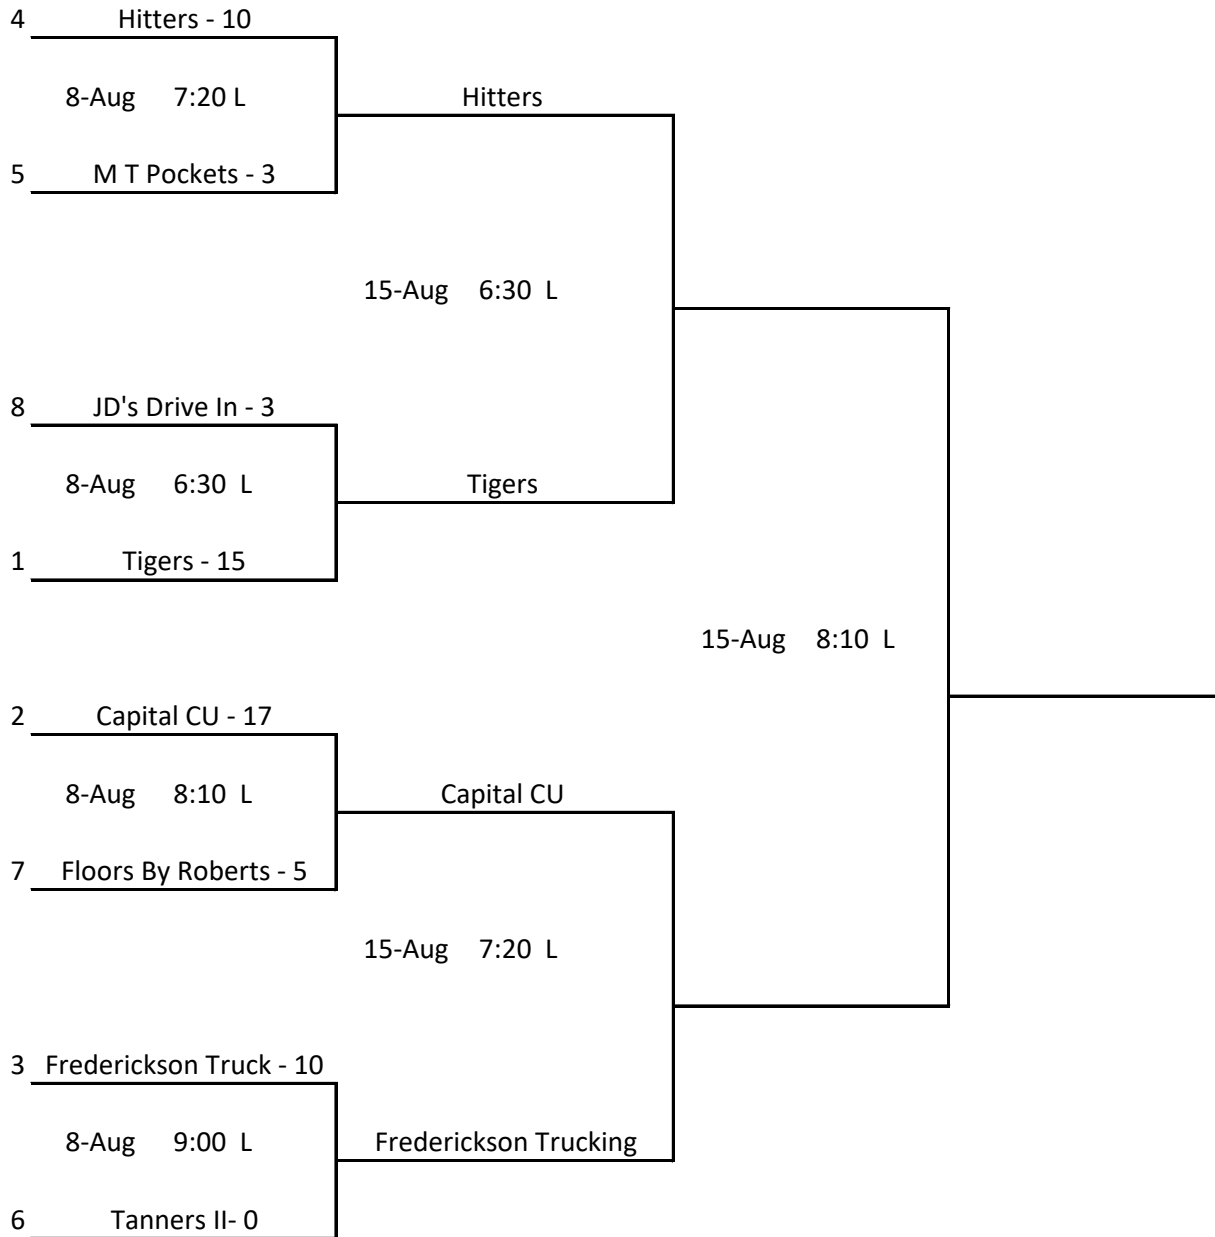 4 Hitters - 10
8-Aug 7:20 L Hitters
5 M T Pockets - 3
15-Aug 6:30 L
8 JD's Drive In - 3
8-Aug 6:30 L Tigers
1 Tigers - 15
15-Aug 8:10 L
2 Capital CU - 17
8-Aug 8:10 L Capital CU
7 Floors By Roberts - 5
15-Aug 7:20 L
3 Frederickson Truck - 10
8-Aug 9:00 L Frederickson Trucking
6 Tanners II- 0